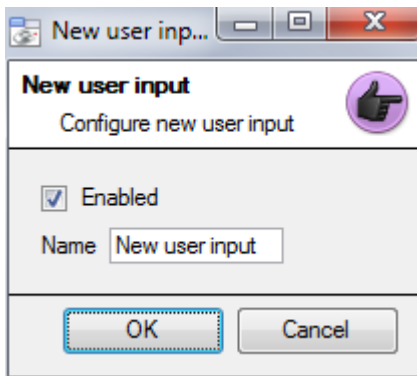 New user inp...
New user input
Configure new user input
Enabled
Name New user input
OK Cancel